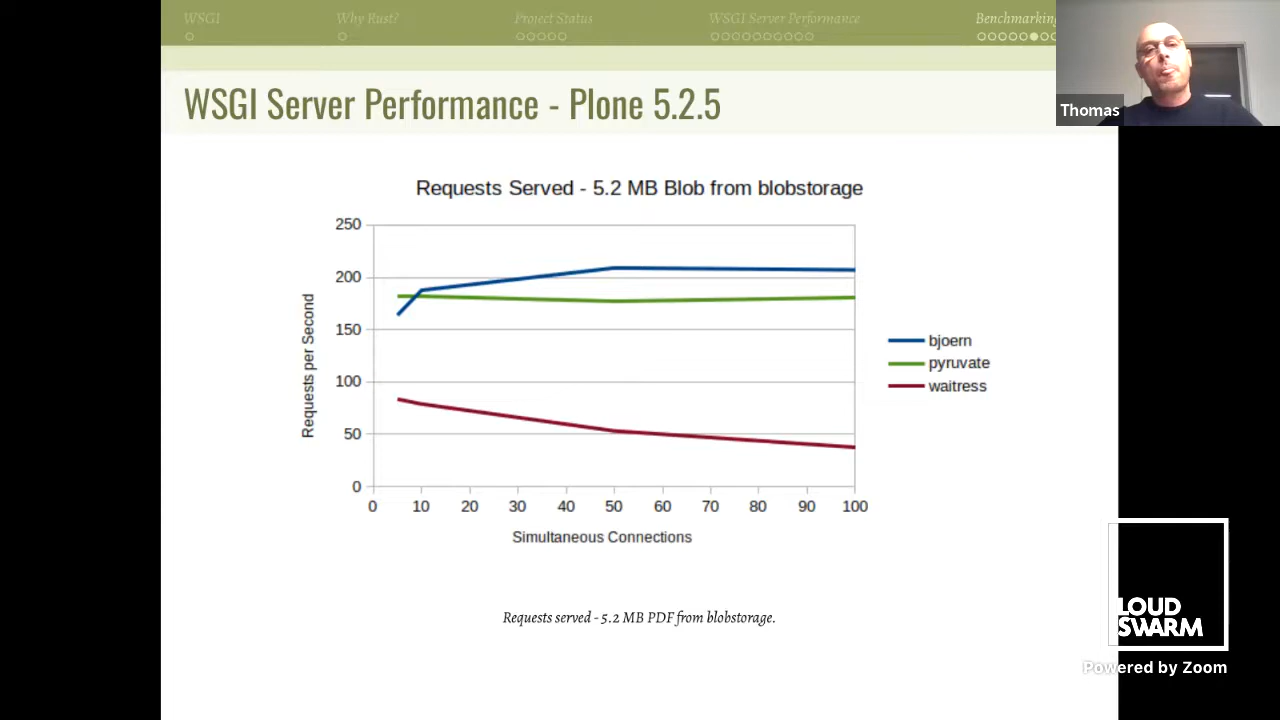 WSGI
Why Rust?
Project Status
WSGI Server Performance
Benchmarking
Thomas
WSGI Server Performance - Plone 5.2.5
Requests Served - 5.2 MB Blob from blobstorage
250
200
150
100
50
0
Requests per Second
0 10 20 30 40 50 60 70 80 90 100
Simultaneous Connections
bjoern
pyruvate
waitress
Requests served - 5.2 MB PDF from blobstorage.
LOUD
SWARM
Powered by Zoom